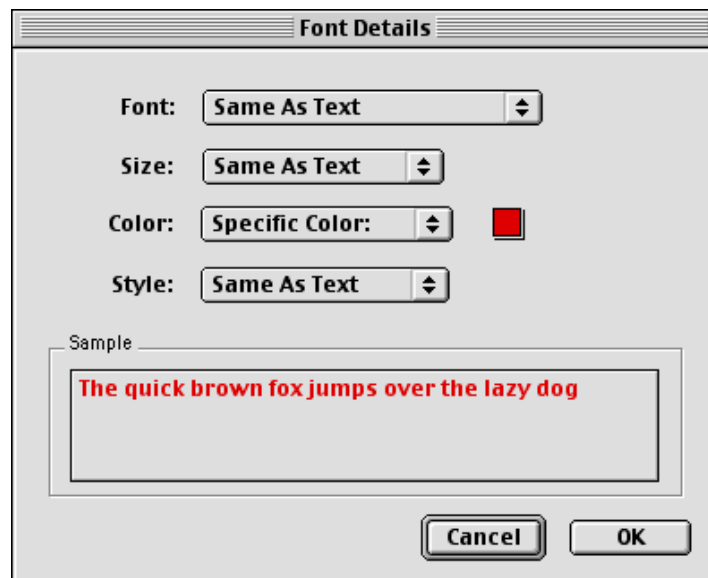 Font Details
Font: Same As Text
Size: Same As Text
Color: Specific Color:
Style: Same As Text
Sample
The quick brown fox jumps over the lazy dog
Cancel OK